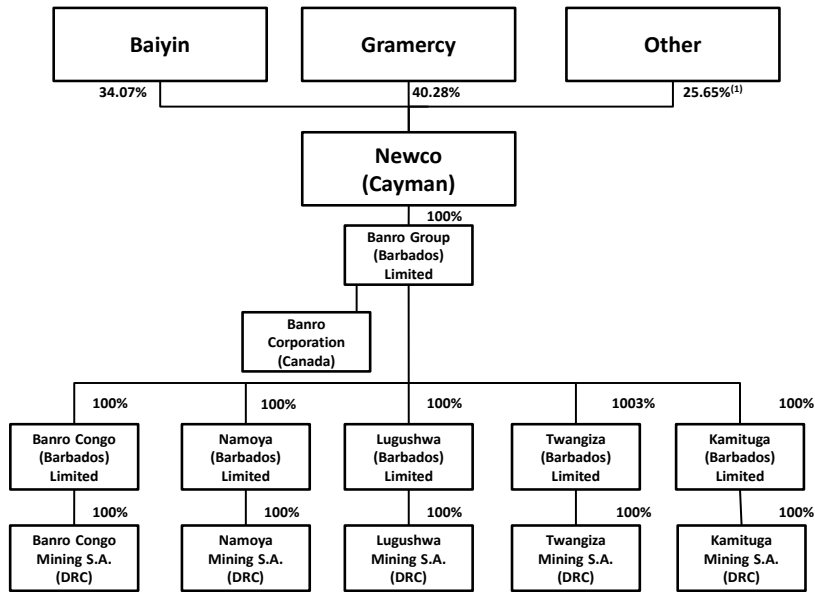 Baiyin
Gramercy
Other
34.07%
40.28%
25.65%(1)
Newco
(Cayman)
100%
Banro Group
(Barbados)
Limited
Banro
Corporation
(Canada)
100%
100%
100%
1003%
100%
Banro Congo
(Barbados)
Limited
Namoya
(Barbados)
Limited
Lugushwa
(Barbados)
Limited
Twangiza
(Barbados)
Limited
Kamituga
(Barbados)
Limited
100%
100%
100%
100%
100%
Banro Congo
Mining S.A.
(DRC)
Namoya
Mining S.A.
(DRC)
Lugushwa
Mining S.A.
(DRC)
Twangiza
Mining S.A.
(DRC)
Kamituga
Mining S.A.
(DRC)